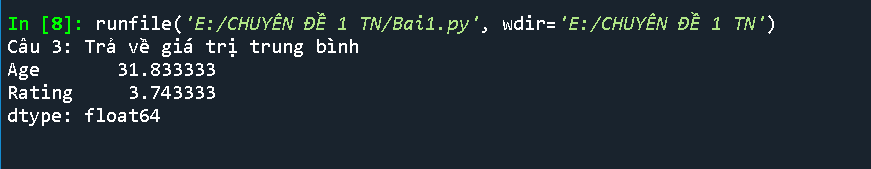 In [8]: runfile('E:/CHUYÊN ĐỀ 1 TN/Bai1.py', wdir='E:/CHUYÊN ĐỀ 1 TN')
Câu 3: Trả về giá trị trung bình
Age       31.833333
Rating     3.743333
dtype: float64